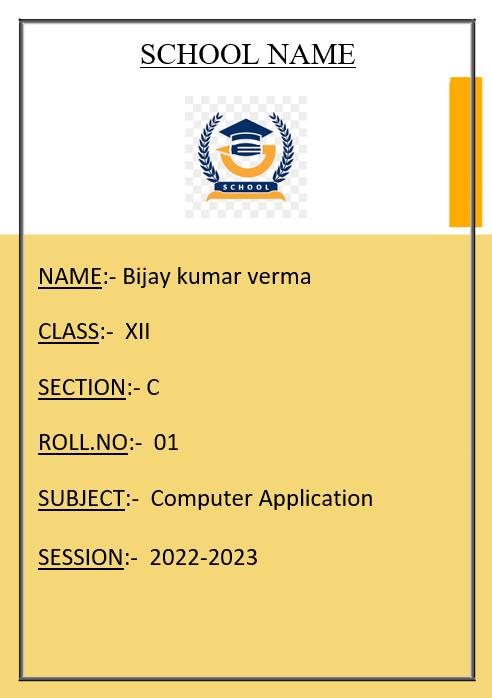 SCHOOL NAME
SCHOOL
NAME:- Bijay kumar verma
CLASS:- XII
SECTION:- C
ROLL.NO:- 01
SUBJECT:- Computer Application
SESSION:- 2022-2023